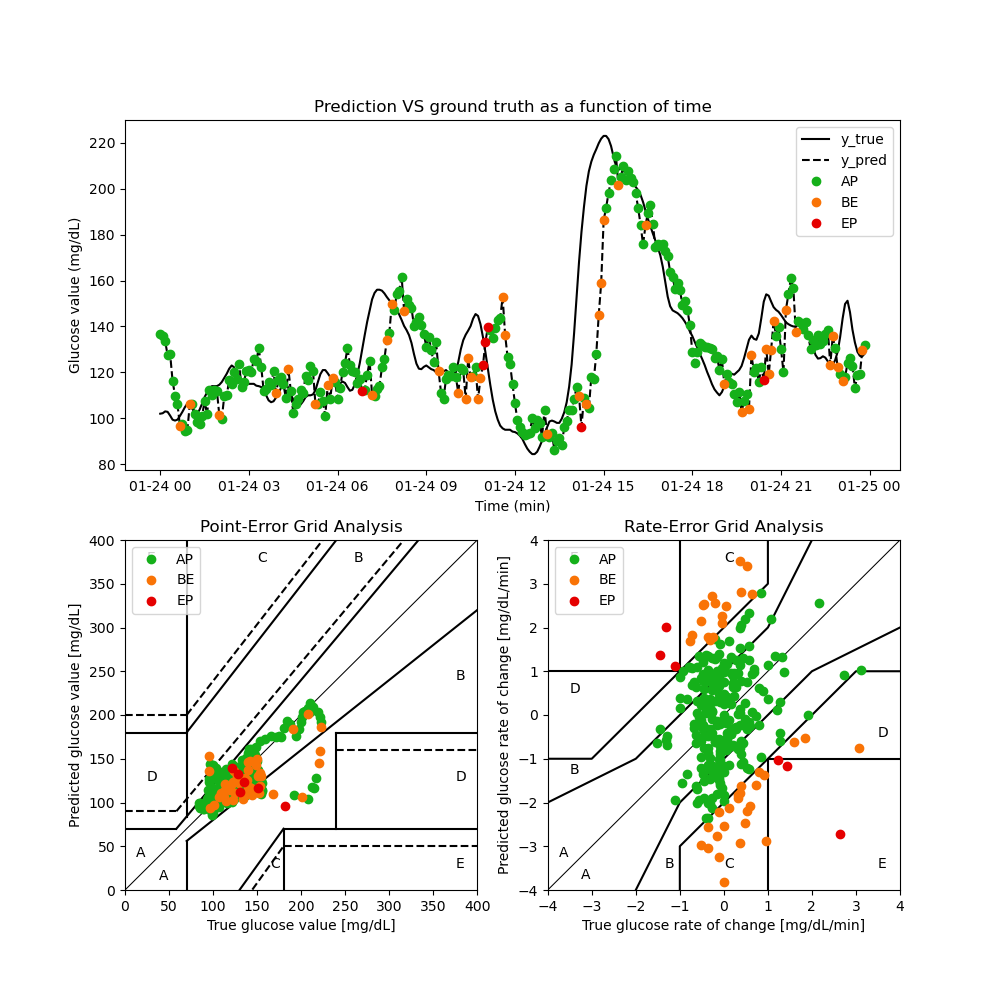 Prediction VS ground truth as a function of time
Glucose value (mg/dL)
220
200
180
160
140
120
100
80
y_true
y_pred
AP
BE
EP
01-24 00 01-24 03 01-24 06 01-24 09 01-24 12 01-24 15 01-24 18 01-24 21 01-25 00
Time (min)
Point-Error Grid Analysis
Predicted glucose value [mg/dL]
400
350
300
250
200
150
100
50
0
AP
BE
EP
C
B
B
D
D
A
A
C
E
0 50 100 150 200 250 300 350 400
True glucose value [mg/dL]
Rate-Error Grid Analysis
Predicted glucose rate of change [mg/dL/min]
4
3
2
1
0
−1
−2
−3
−4
AP
BE
EP
C
D
D
B
A
A
B
C
E
−4 −3 −2 −1 0 1 2 3 4
True glucose rate of change [mg/dL/min]